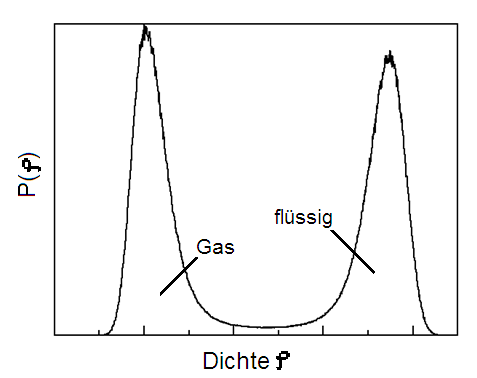 P(ρ)
Gas
flüssig
Dichte ρ